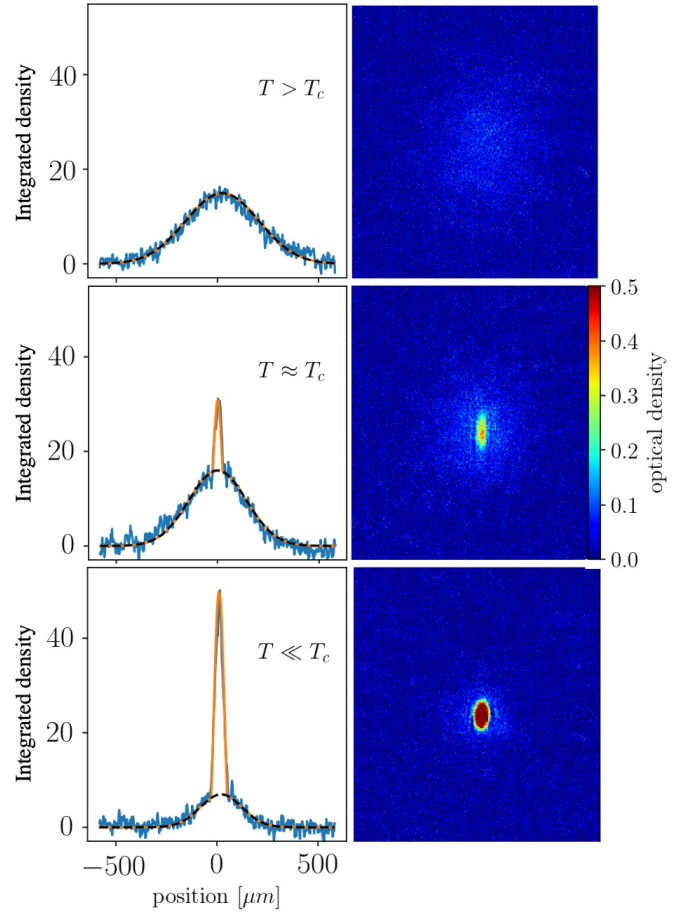 Integrated density
40
20
0
T > T_c
Integrated density
40
20
0
T ≈ T_c
0.5
0.4
0.3
0.2
0.1
0.0
optical density
Integrated density
40
20
0
T ≪ T_c
−500
0
500
position [μm]